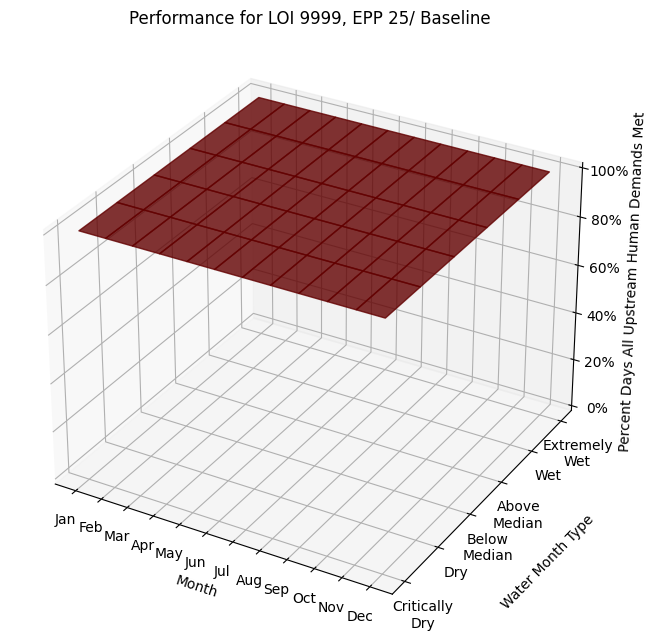 Performance for LOI 9999, EPP 25/ Baseline
100%
80%
60%
40%
20%
0%
Percent Days All Upstream Human Demands Met
Extremely
Wet
Wet
Above
Median
Below
Median
Dry
Critically
Dry
Water Month Type
Jan
Feb
Mar
Apr
May
Jun
Jul
Aug
Sep
Oct
Nov
Dec
Month